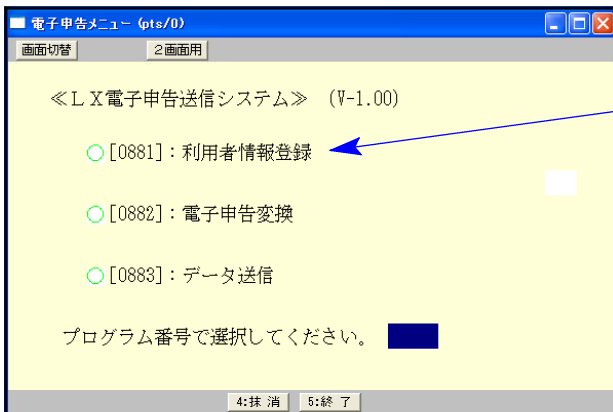 電子申告メニュー (pts/0)
画面切替 2画面用
≪LX電子申告送信システム≫ (V-1.00)
[0881]:利用者情報登録
[0882]:電子申告変換
[0883]:データ送信
プログラム番号で選択してください。
4:抹 消 5:終 了